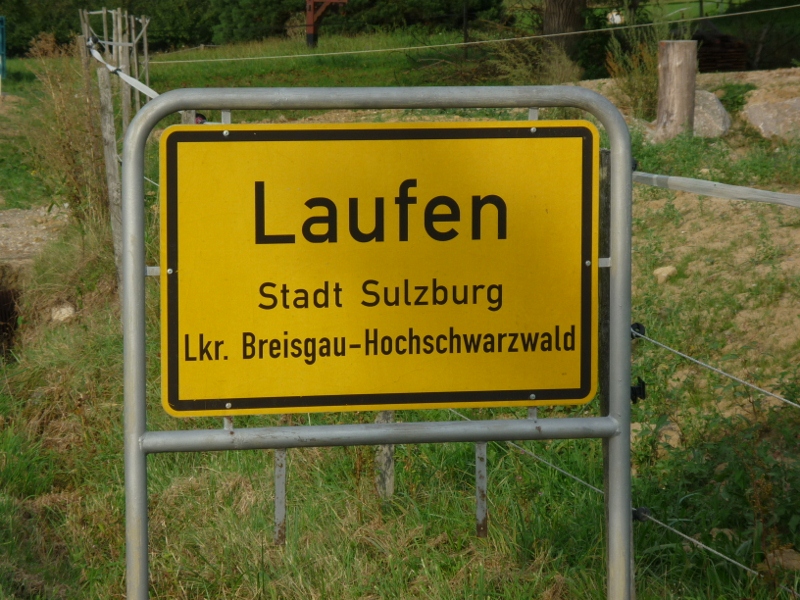 Laufen
Stadt Sulzburg
Lkr. Breisgau-Hochschwarzwald